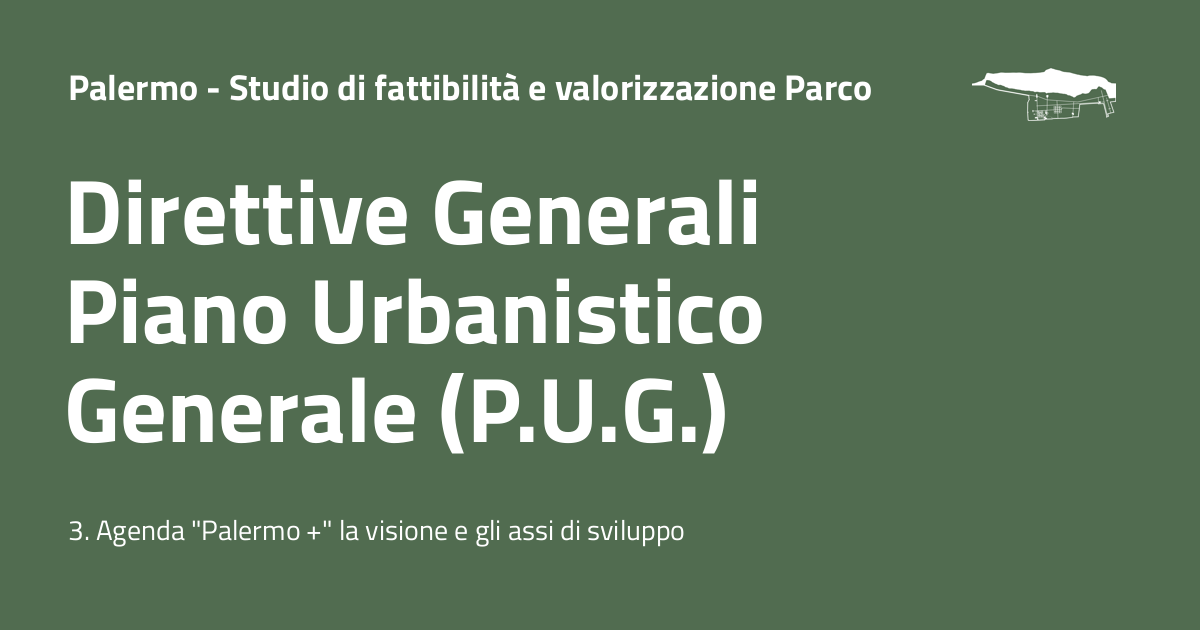 Palermo - Studio di fattibilità e valorizzazione Parco
Direttive Generali
Piano Urbanistico
Generale (P.U.G.)
3. Agenda "Palermo +" la visione e gli assi di sviluppo